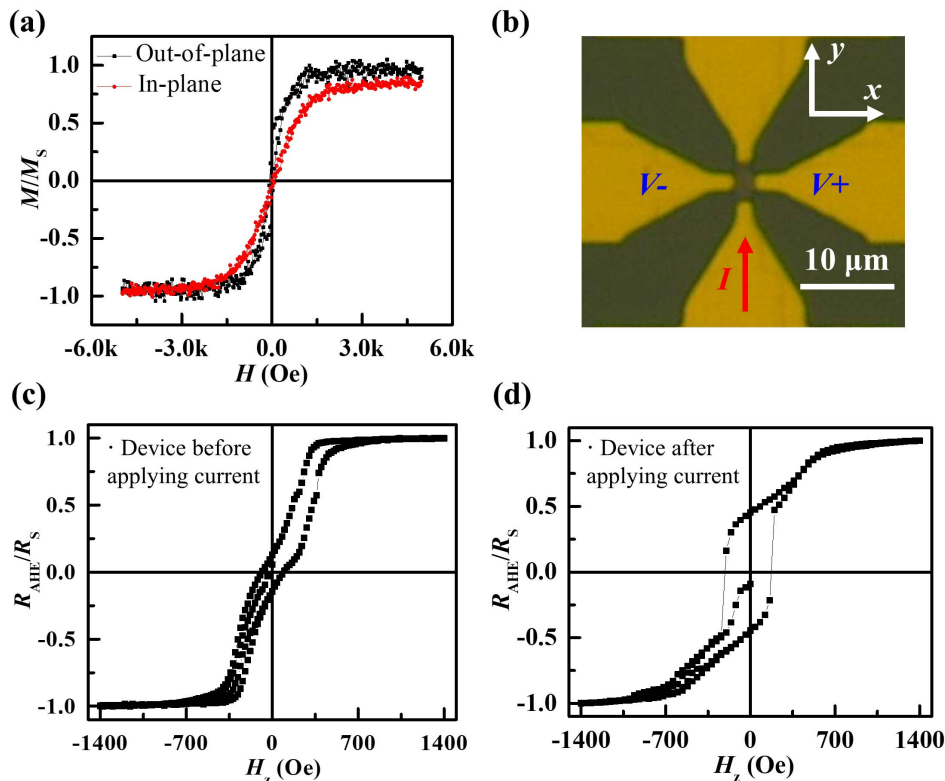 (a)
Out-of-plane
In-plane
1.0
0.5
0.0
-0.5
-1.0
M/MS
-6.0k -3.0k 0.0 3.0k 6.0k
H (Oe)
(b)
y
x
V- V+
I
10 μm
(c)
· Device before
applying current
1.0
0.5
0.0
-0.5
-1.0
RAHE/RS
-1400 -700 0 700 1400
Hz (Oe)
(d)
· Device after
applying current
1.0
0.5
0.0
-0.5
-1.0
RAHE/RS
-1400 -700 0 700 1400
Hz (Oe)